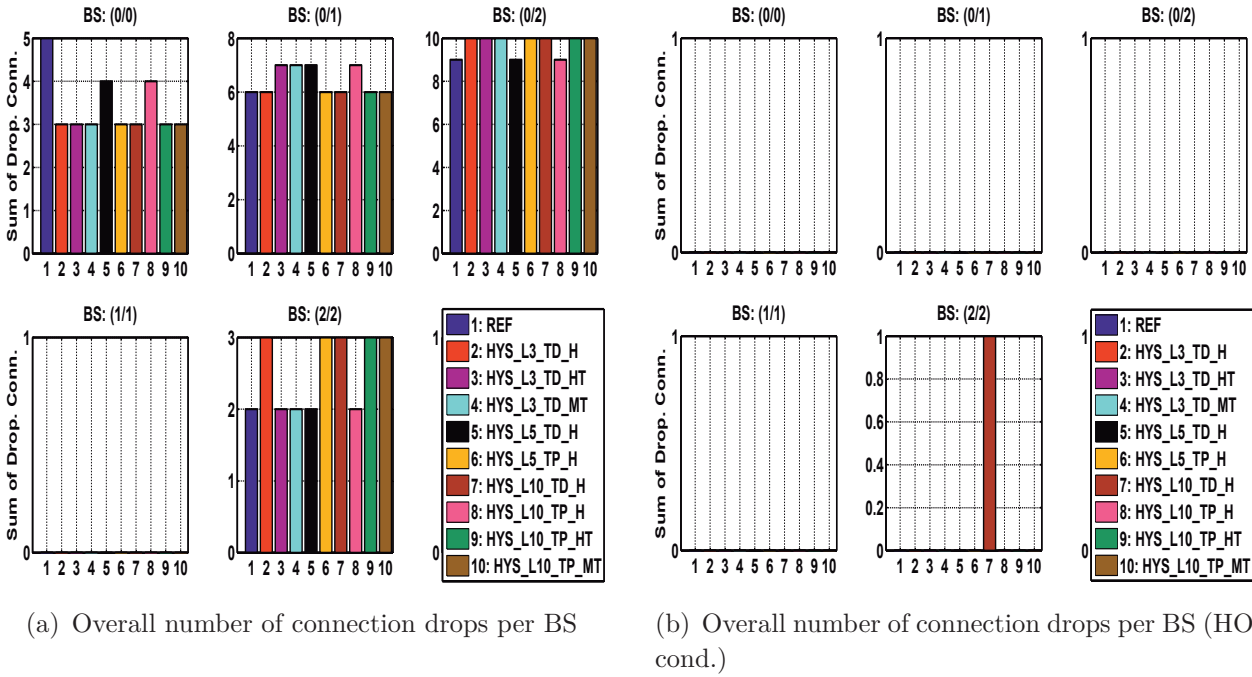 BS: (0/0)
BS: (0/1)
BS: (0/2)
Sum of Drop. Conn.
5
4
3
2
1
0
1 2 3 4 5 6 7 8 9 10
8
6
4
2
0
1 2 3 4 5 6 7 8 9 10
10
8
6
4
2
0
1 2 3 4 5 6 7 8 9 10
BS: (1/1)
BS: (2/2)
Sum of Drop. Conn.
1
0
1 2 3 4 5 6 7 8 9 10
3
2
1
0
1 2 3 4 5 6 7 8 9 10
1
0
1: REF
2: HYS_L3_TD_H
3: HYS_L3_TD_HT
4: HYS_L3_TD_MT
5: HYS_L5_TD_H
6: HYS_L5_TP_H
7: HYS_L10_TD_H
8: HYS_L10_TP_H
9: HYS_L10_TP_HT
10: HYS_L10_TP_MT
(a) Overall number of connection drops per BS
BS: (0/0)
BS: (0/1)
BS: (0/2)
Sum of Drop. Conn.
1
0
1 2 3 4 5 6 7 8 9 10
1
0
1 2 3 4 5 6 7 8 9 10
1
0
1 2 3 4 5 6 7 8 9 10
BS: (1/1)
BS: (2/2)
Sum of Drop. Conn.
1
0
1 2 3 4 5 6 7 8 9 10
1
0.8
0.6
0.4
0.2
0
1 2 3 4 5 6 7 8 9 10
1
0
1: REF
2: HYS_L3_TD_H
3: HYS_L3_TD_HT
4: HYS_L3_TD_MT
5: HYS_L5_TD_H
6: HYS_L5_TP_H
7: HYS_L10_TD_H
8: HYS_L10_TP_H
9: HYS_L10_TP_HT
10: HYS_L10_TP_MT
(b) Overall number of connection drops per BS (HO
cond.)